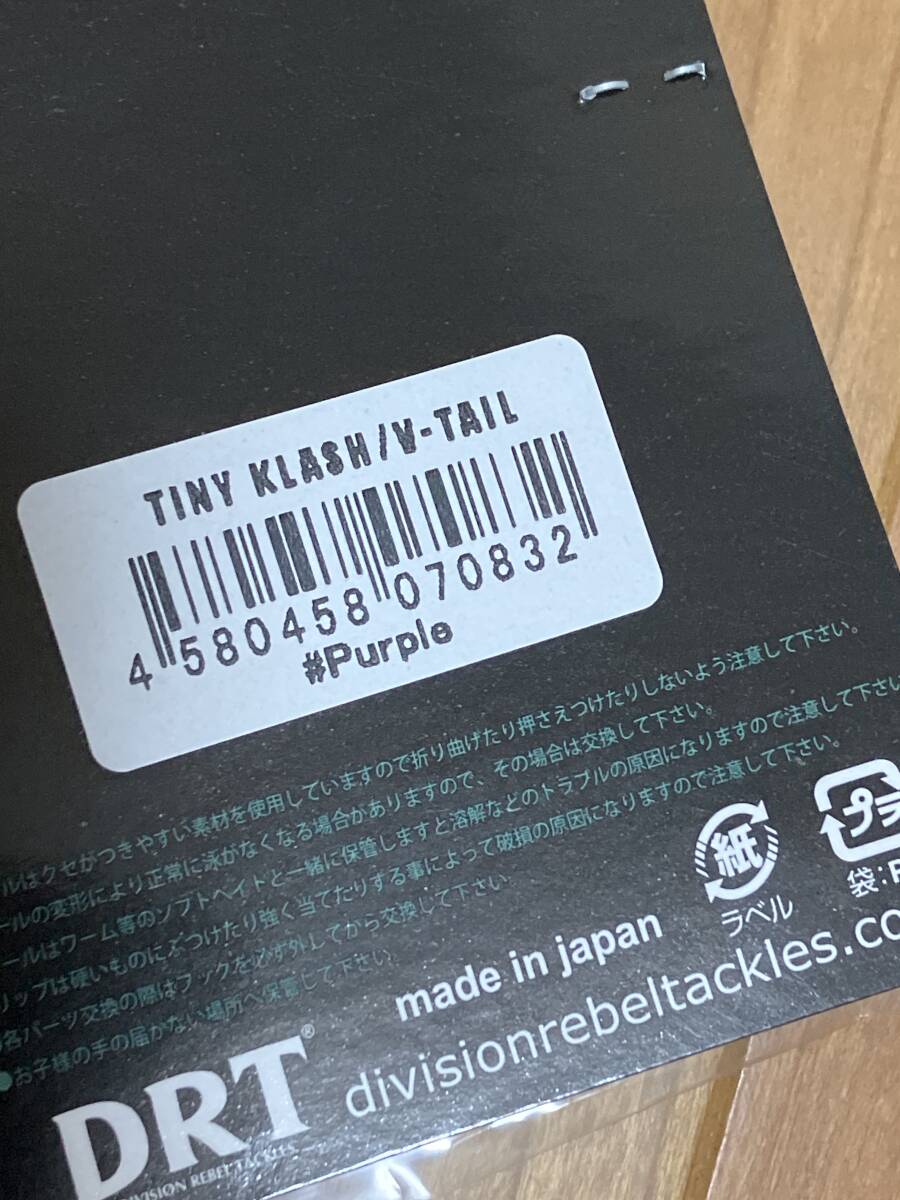 TINY KLASH/V-TAIL
4 580458 070832
#Purple
ルはクセがつきやすい素材を使用していますので折り曲げたり押さえつけたりしないよう注意して下さい。
ールの変形により正常に泳がなくなる場合がありますので、その場合は交換して下さい。
ールはワーム等のソフトベイトと一緒に保管しますと溶解などのトラブルの原因になりますので注意して下さい
リップは硬いものにぶつけたり強く当てたりする事によって破損の原因になりますので注意して下さい。
各パーツ交換の際はフックを必ず外してから交換して下さい。
●お子様の手の届かない場所へ保管して下さい。
紙
ラベル
プラ
袋:P
made in japan
divisionrebeltackles.co
DRT®
DIVISION REBEL TACKLES